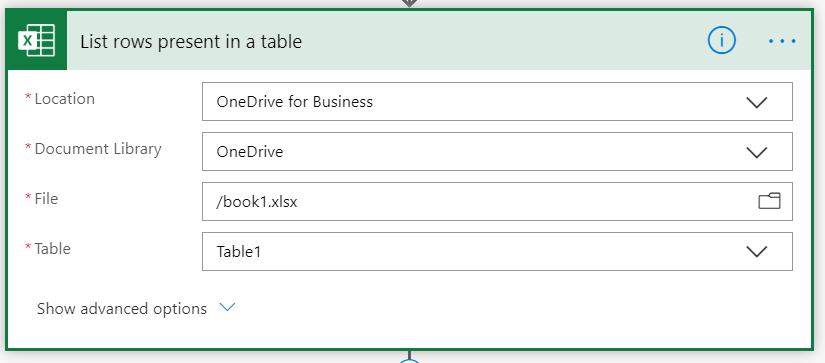 List rows present in a table
* Location
OneDrive for Business
* Document Library
OneDrive
* File
/book1.xlsx
* Table
Table1
Show advanced options